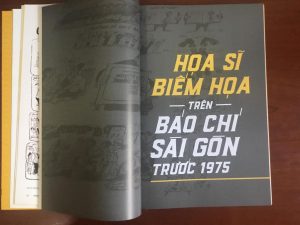 HỌA SĨ
BIẾM HỌA
TRÊN
BÁO CHÍ
SÀI GÒN
TRƯỚC 1975